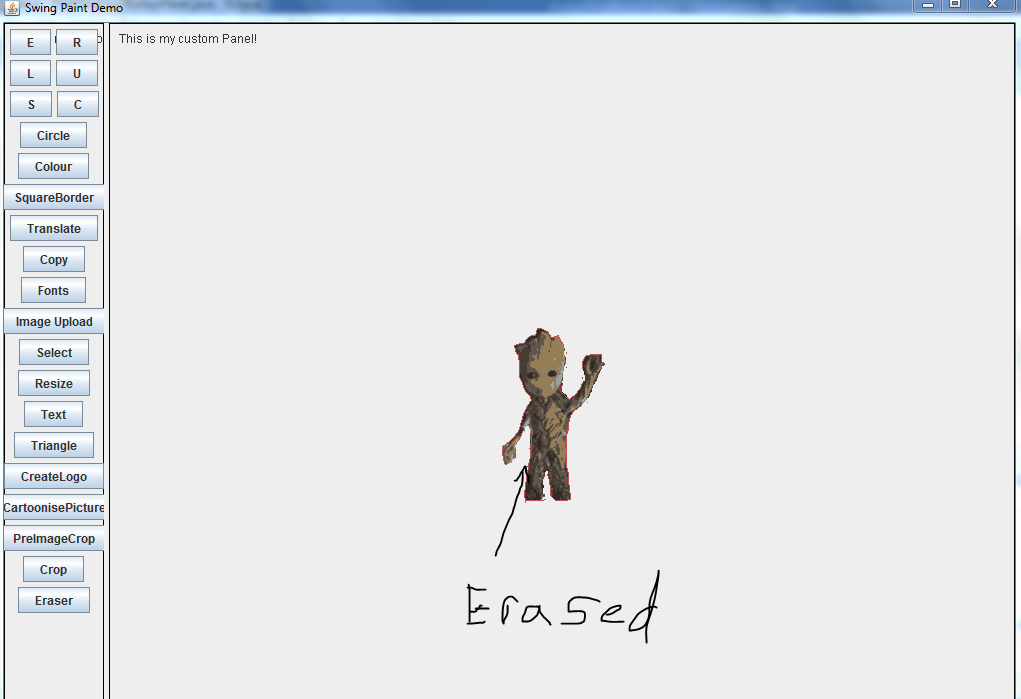 Swing Paint Demo
This is my custom Panel!
E R
L U
S C
Circle
Colour
SquareBorder
Translate
Copy
Fonts
Image Upload
Select
Resize
Text
Triangle
CreateLogo
CartoonisePicture
PreImageCrop
Crop
Eraser
Erased